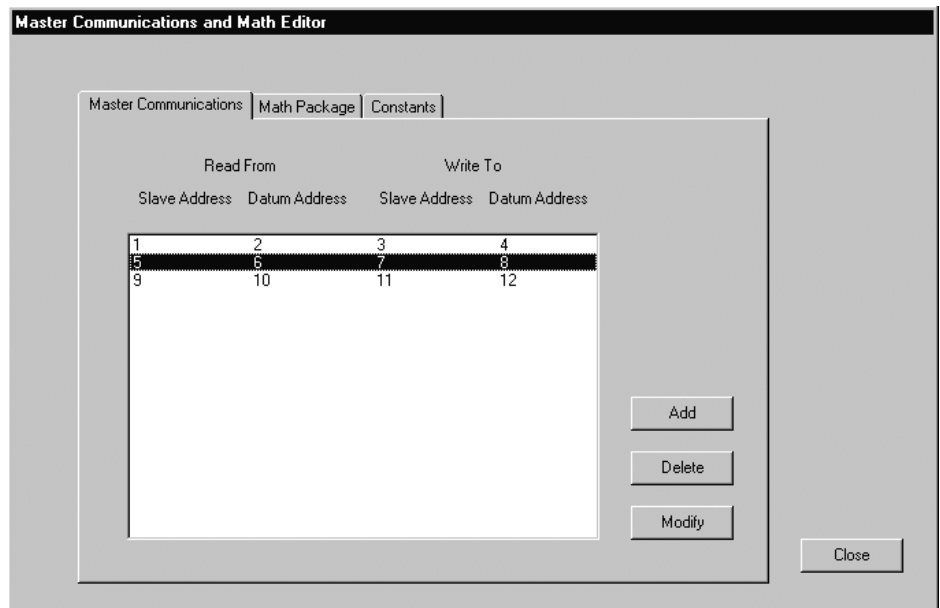 Master Communications and Math Editor
Master Communications Math Package Constants
Read From Write To
Slave Address Datum Address Slave Address Datum Address
1 2 3 4
5 6 7 8
9 10 11 12
Add
Delete
Modify
Close